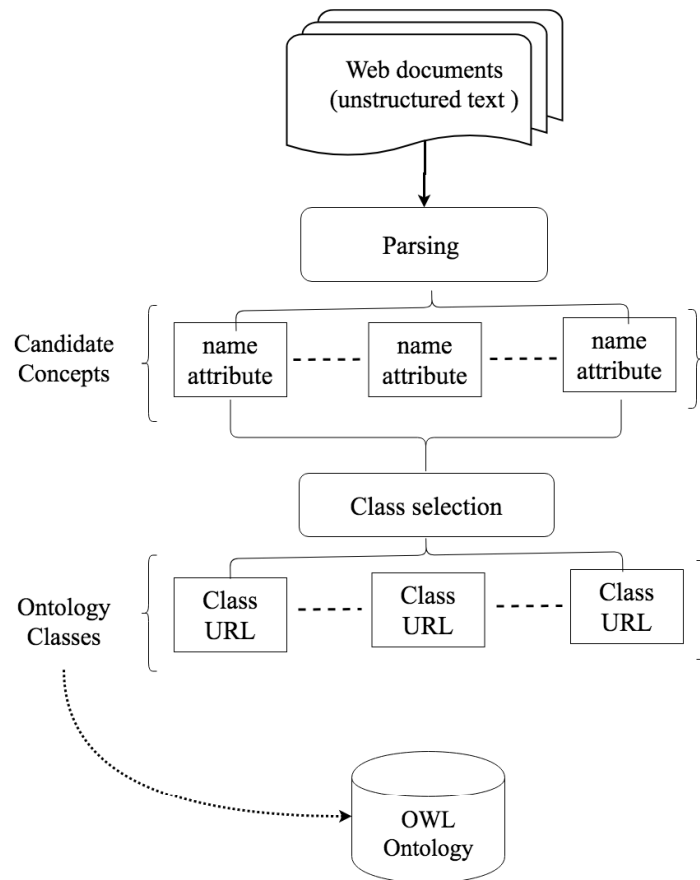 Web documents
(unstructured text )
Parsing
Candidate
Concepts
name
attribute
name
attribute
name
attribute
Class selection
Ontology
Classes
Class
URL
Class
URL
Class
URL
OWL
Ontology